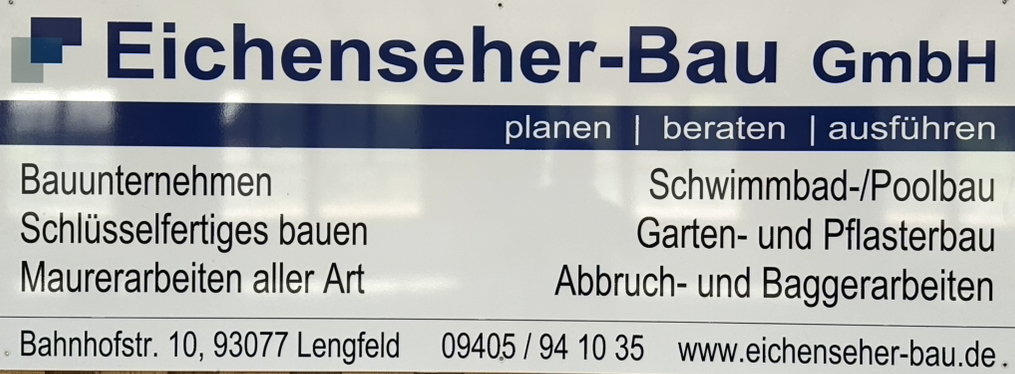 Eichenseher-Bau GmbH
planen | beraten | ausführen
Bauunternehmen
Schlüsselfertiges bauen
Maurerarbeiten aller Art
Schwimmbad-/Poolbau
Garten- und Pflasterbau
Abbruch- und Baggerarbeiten
Bahnhofstr. 10, 93077 Lengfeld 09405 / 94 10 35 www.eichenseher-bau.de